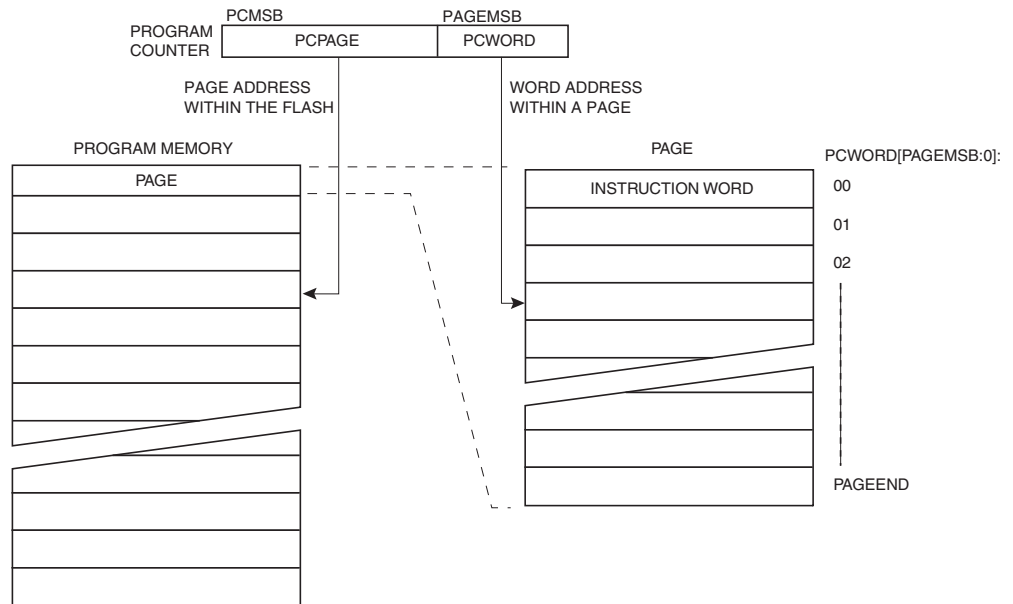 PCMSB
PAGEMSB
PROGRAM
COUNTER
PCPAGE
PCWORD
PAGE ADDRESS
WITHIN THE FLASH
WORD ADDRESS
WITHIN A PAGE
PROGRAM MEMORY
PAGE
PAGE
PCWORD[PAGEMSB:0]:
INSTRUCTION WORD
00
01
02
PAGEEND